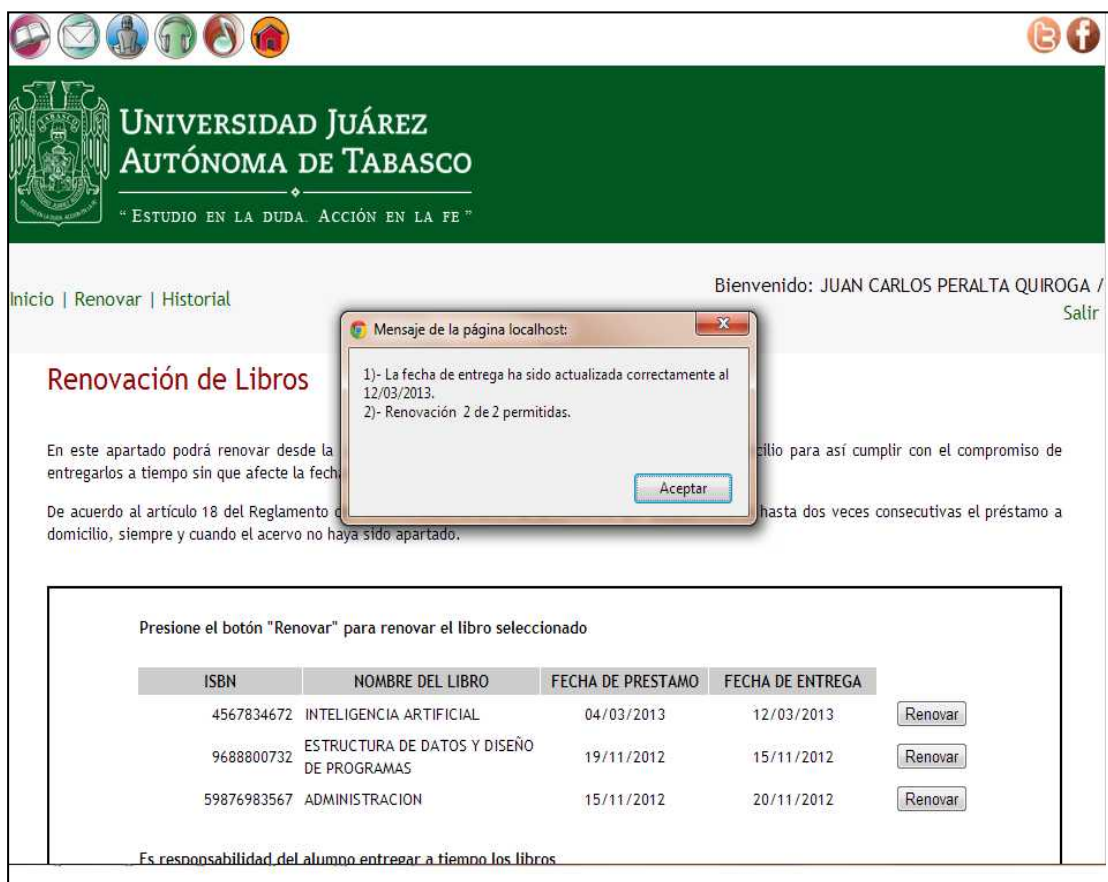 UNIVERSIDAD JUÁREZ
AUTÓNOMA DE TABASCO
“ ESTUDIO EN LA DUDA. ACCIÓN EN LA FE ”
Inicio | Renovar | Historial
Bienvenido: JUAN CARLOS PERALTA QUIROGA /
Salir
Mensaje de la página localhost:
1)- La fecha de entrega ha sido actualizada correctamente al
12/03/2013.
2)- Renovación 2 de 2 permitidas.
Aceptar
Renovación de Libros
En este apartado podrá renovar desde la para así cumplir con el compromiso de
entregarlos a tiempo sin que afecte la
De acuerdo al artículo 18 del Reglamento hasta dos veces consecutivas el préstamo a
domicilio, siempre y cuando el acervo no haya sido apartado.
Presione el botón "Renovar" para renovar el libro seleccionado
ISBN NOMBRE DEL LIBRO FECHA DE PRESTAMO FECHA DE ENTREGA
4567834672 INTELIGENCIA ARTIFICIAL 04/03/2013 12/03/2013 Renovar
9688800732 ESTRUCTURA DE DATOS Y DISEÑO
DE PROGRAMAS 19/11/2012 15/11/2012 Renovar
59876983567 ADMINISTRACION 15/11/2012 20/11/2012 Renovar
Es responsabilidad del alumno entregar a tiempo los libros